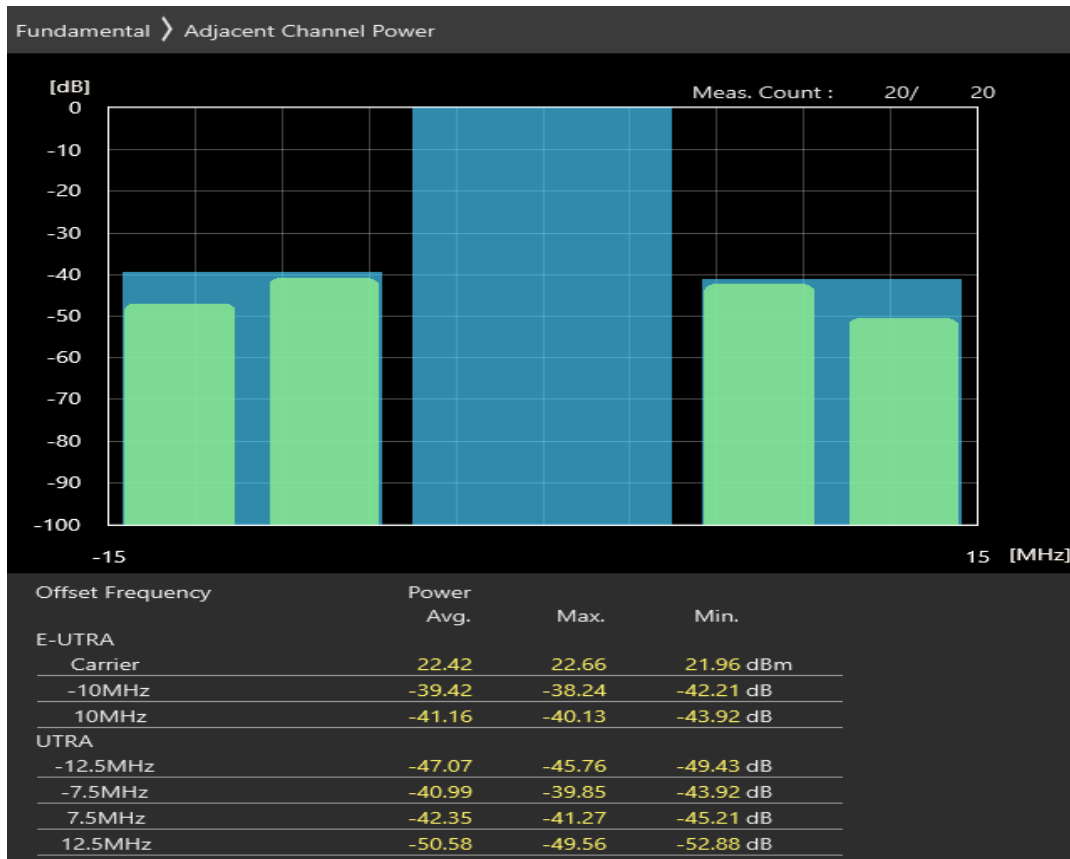 Fundamental ❯ Adjacent Channel Power
[dB]
Meas. Count : 20/ 20
0
-10
-20
-30
-40
-50
-60
-70
-80
-90
-100
-15 15 [MHz]
Offset Frequency Power
Avg. Max. Min.
E-UTRA
Carrier 22.42 22.66 21.96 dBm
-10MHz -39.42 -38.24 -42.21 dB
10MHz -41.16 -40.13 -43.92 dB
UTRA
-12.5MHz -47.07 -45.76 -49.43 dB
-7.5MHz -40.99 -39.85 -43.92 dB
7.5MHz -42.35 -41.27 -45.21 dB
12.5MHz -50.58 -49.56 -52.88 dB